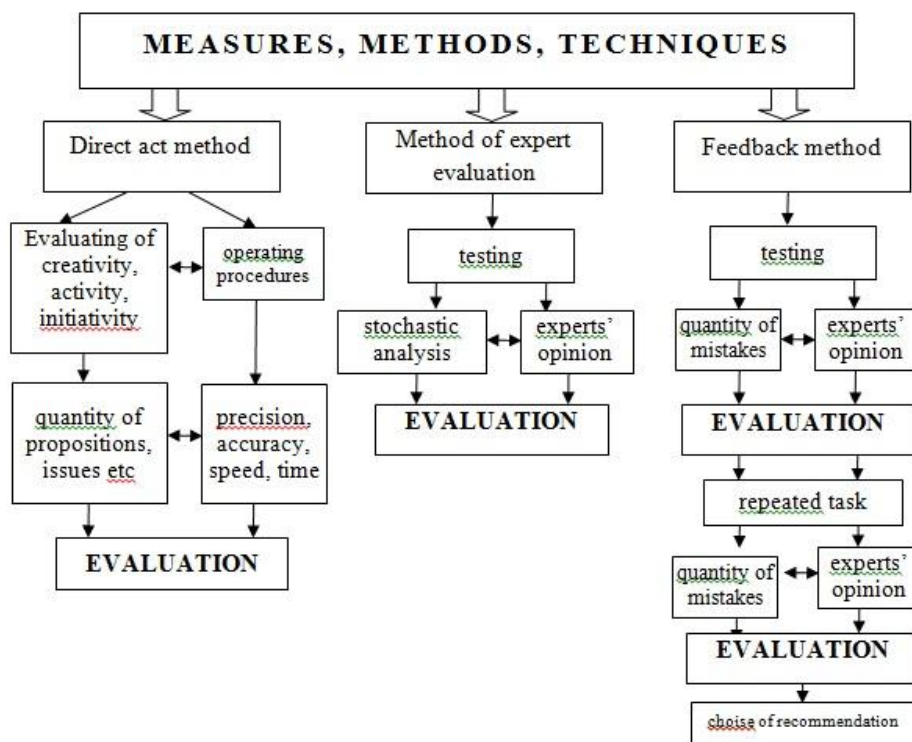 MEASURES, METHODS, TECHNIQUES
Direct act method
Evaluating of
creativity,
activity,
initiativity
operating
procedures
quantity of
propositions,
issues etc
precision,
accuracy,
speed, time
EVALUATION
Method of expert
evaluation
testing
stochastic
analysis
experts’
opinion
EVALUATION
Feedback method
testing
quantity of
mistakes
experts’
opinion
EVALUATION
repeated task
quantity of
mistakes
experts’
opinion
EVALUATION
choise of recommendation